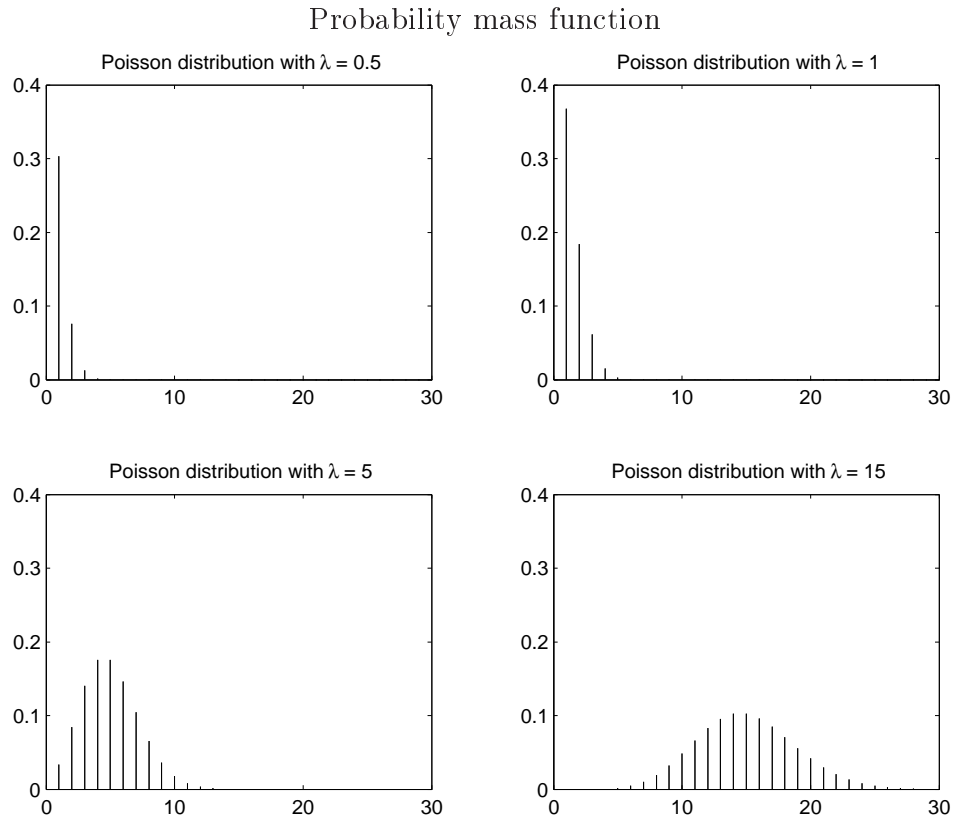 Probability mass function
Poisson distribution with λ = 0.5
0.4
0.3
0.2
0.1
0
0 10 20 30
Poisson distribution with λ = 1
0.4
0.3
0.2
0.1
0
0 10 20 30
Poisson distribution with λ = 5
0.4
0.3
0.2
0.1
0
0 10 20 30
Poisson distribution with λ = 15
0.4
0.3
0.2
0.1
0
0 10 20 30